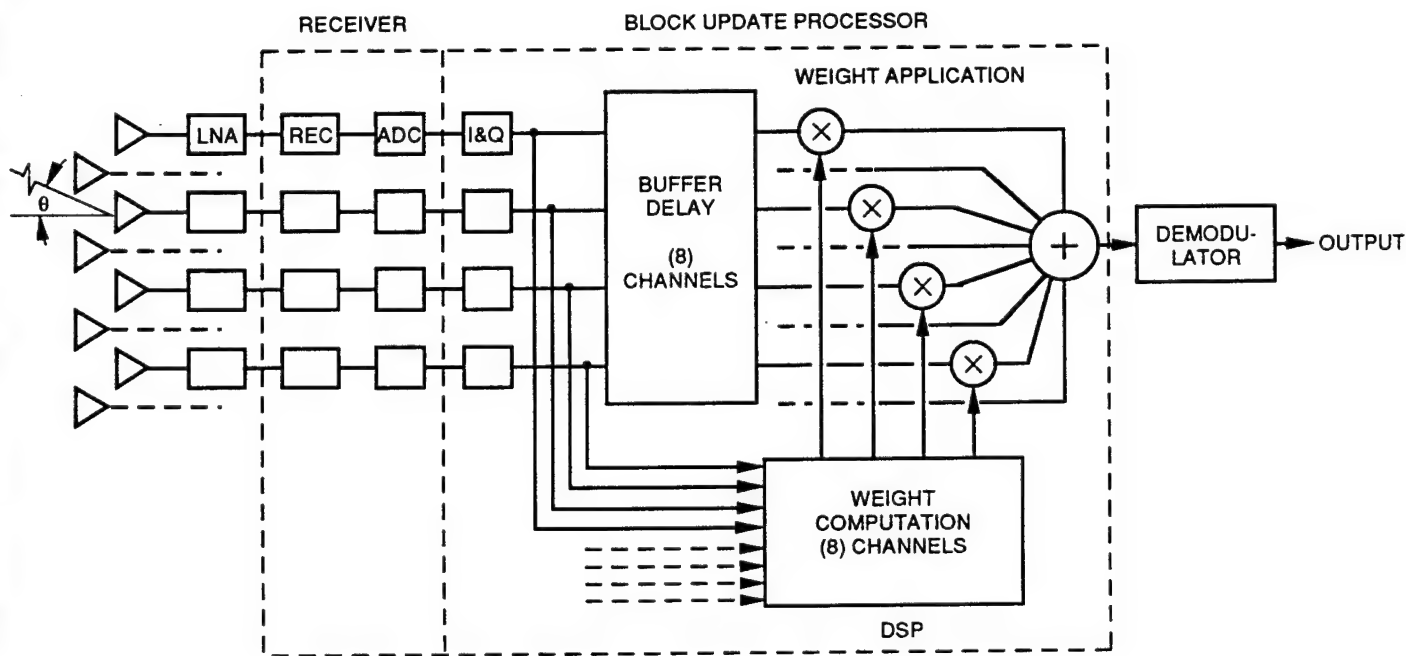 RECEIVER
BLOCK UPDATE PROCESSOR
WEIGHT APPLICATION
LNA
REC
ADC
I&Q
θ
BUFFER
DELAY
(8)
CHANNELS
DEMODU-
LATOR
OUTPUT
WEIGHT
COMPUTATION
(8) CHANNELS
DSP